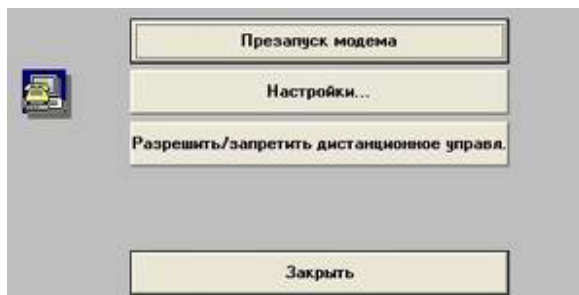 Презапуск модема
Настройки...
Разрешить/запретить дистанционное управл.
Закрыть